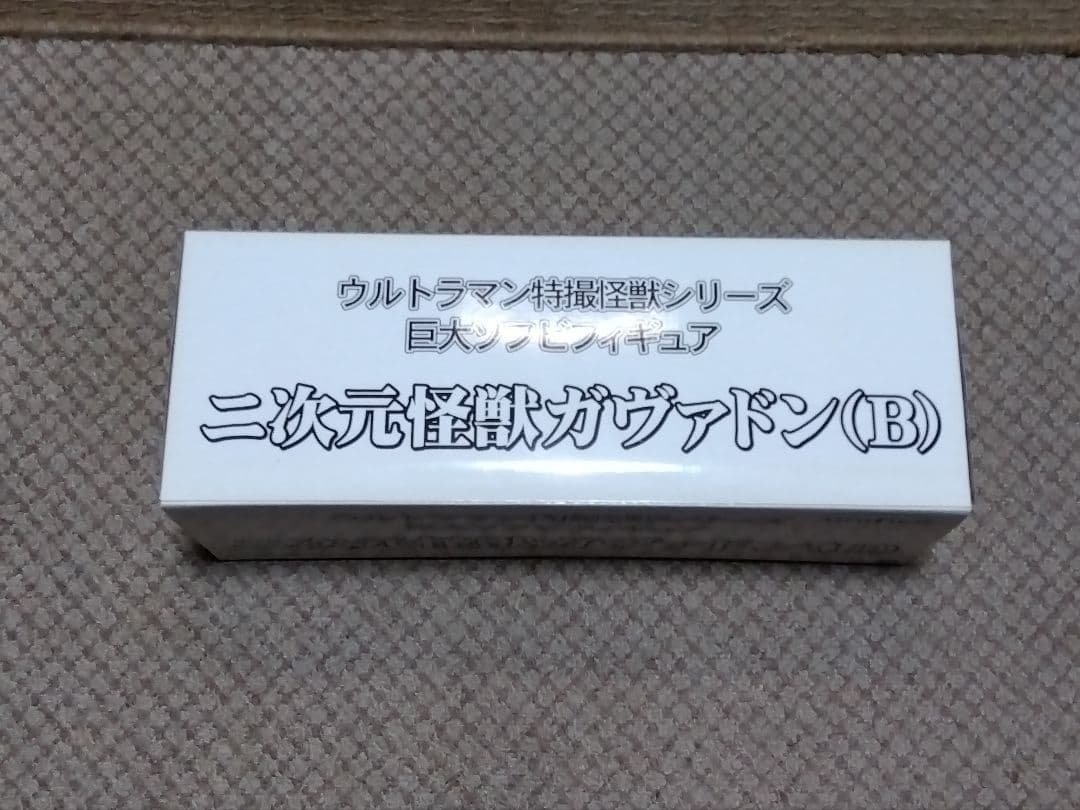 ウルトラマン特撮怪獣シリーズ
巨大ソフビフィギュア
二次元怪獣ガヴァドン(B)